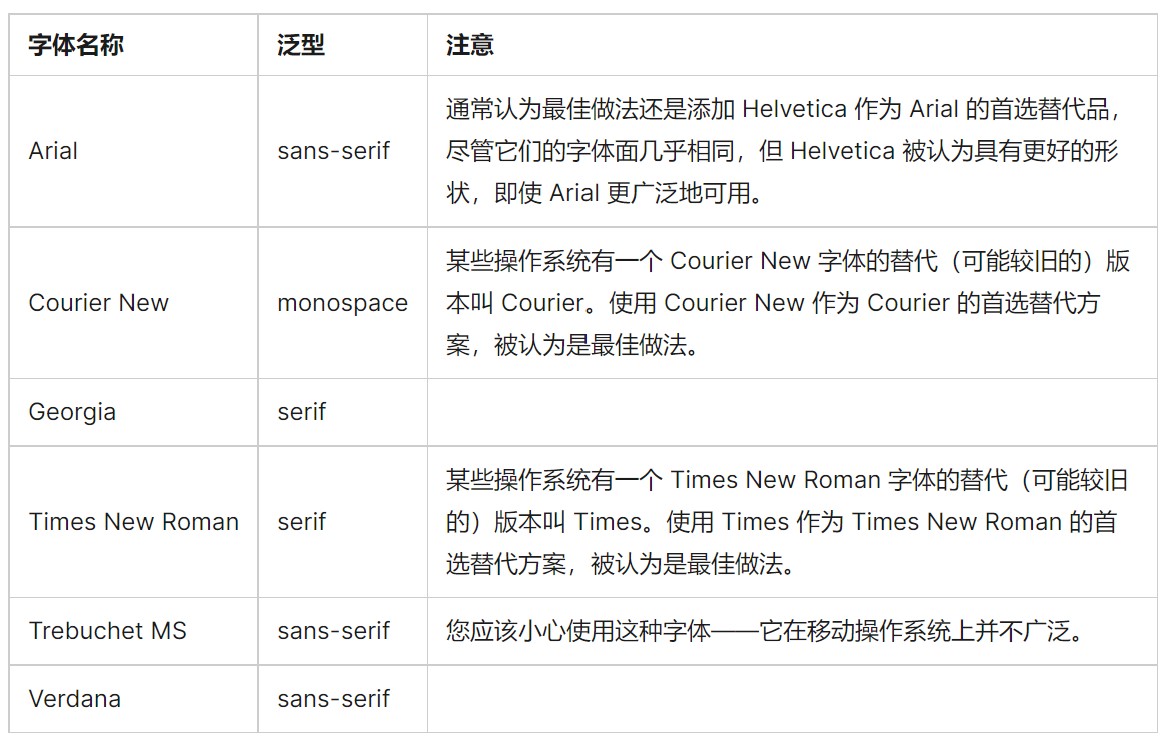 字体名称 泛型 注意
Arial sans-serif 通常认为最佳做法还是添加 Helvetica 作为 Arial 的首选替代品，
尽管它们的字体面几乎相同，但 Helvetica 被认为具有更好的形
状，即使 Arial 更广泛地可用。
Courier New monospace 某些操作系统有一个 Courier New 字体的替代（可能较旧的）版
本叫 Courier。使用 Courier New 作为 Courier 的首选替代方
案，被认为是最佳做法。
Georgia serif
Times New Roman serif 某些操作系统有一个 Times New Roman 字体的替代（可能较旧
的）版本叫 Times。使用 Times 作为 Times New Roman 的首
选替代方案，被认为是最佳做法。
Trebuchet MS sans-serif 您应该小心使用这种字体——它在移动操作系统上并不广泛。
Verdana sans-serif